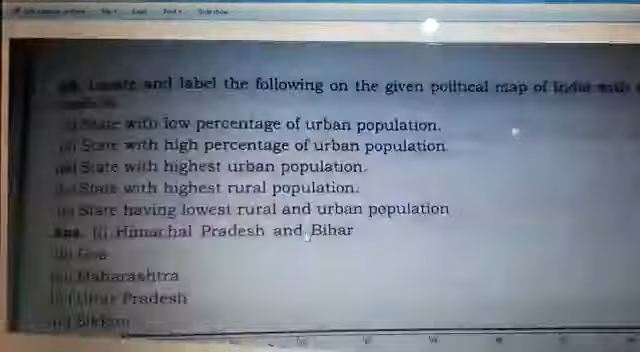 Locate and label the following on the given political map of India with
(i) State with low percentage of urban population.
(ii) State with high percentage of urban population
(iii) State with highest urban population.
(iv) State with highest rural population.
(v) State having lowest rural and urban population
Ans. (i) Himachal Pradesh and Bihar
(ii) Goa
(iii) Maharashtra
(iv) Uttar Pradesh
(v) Sikkim